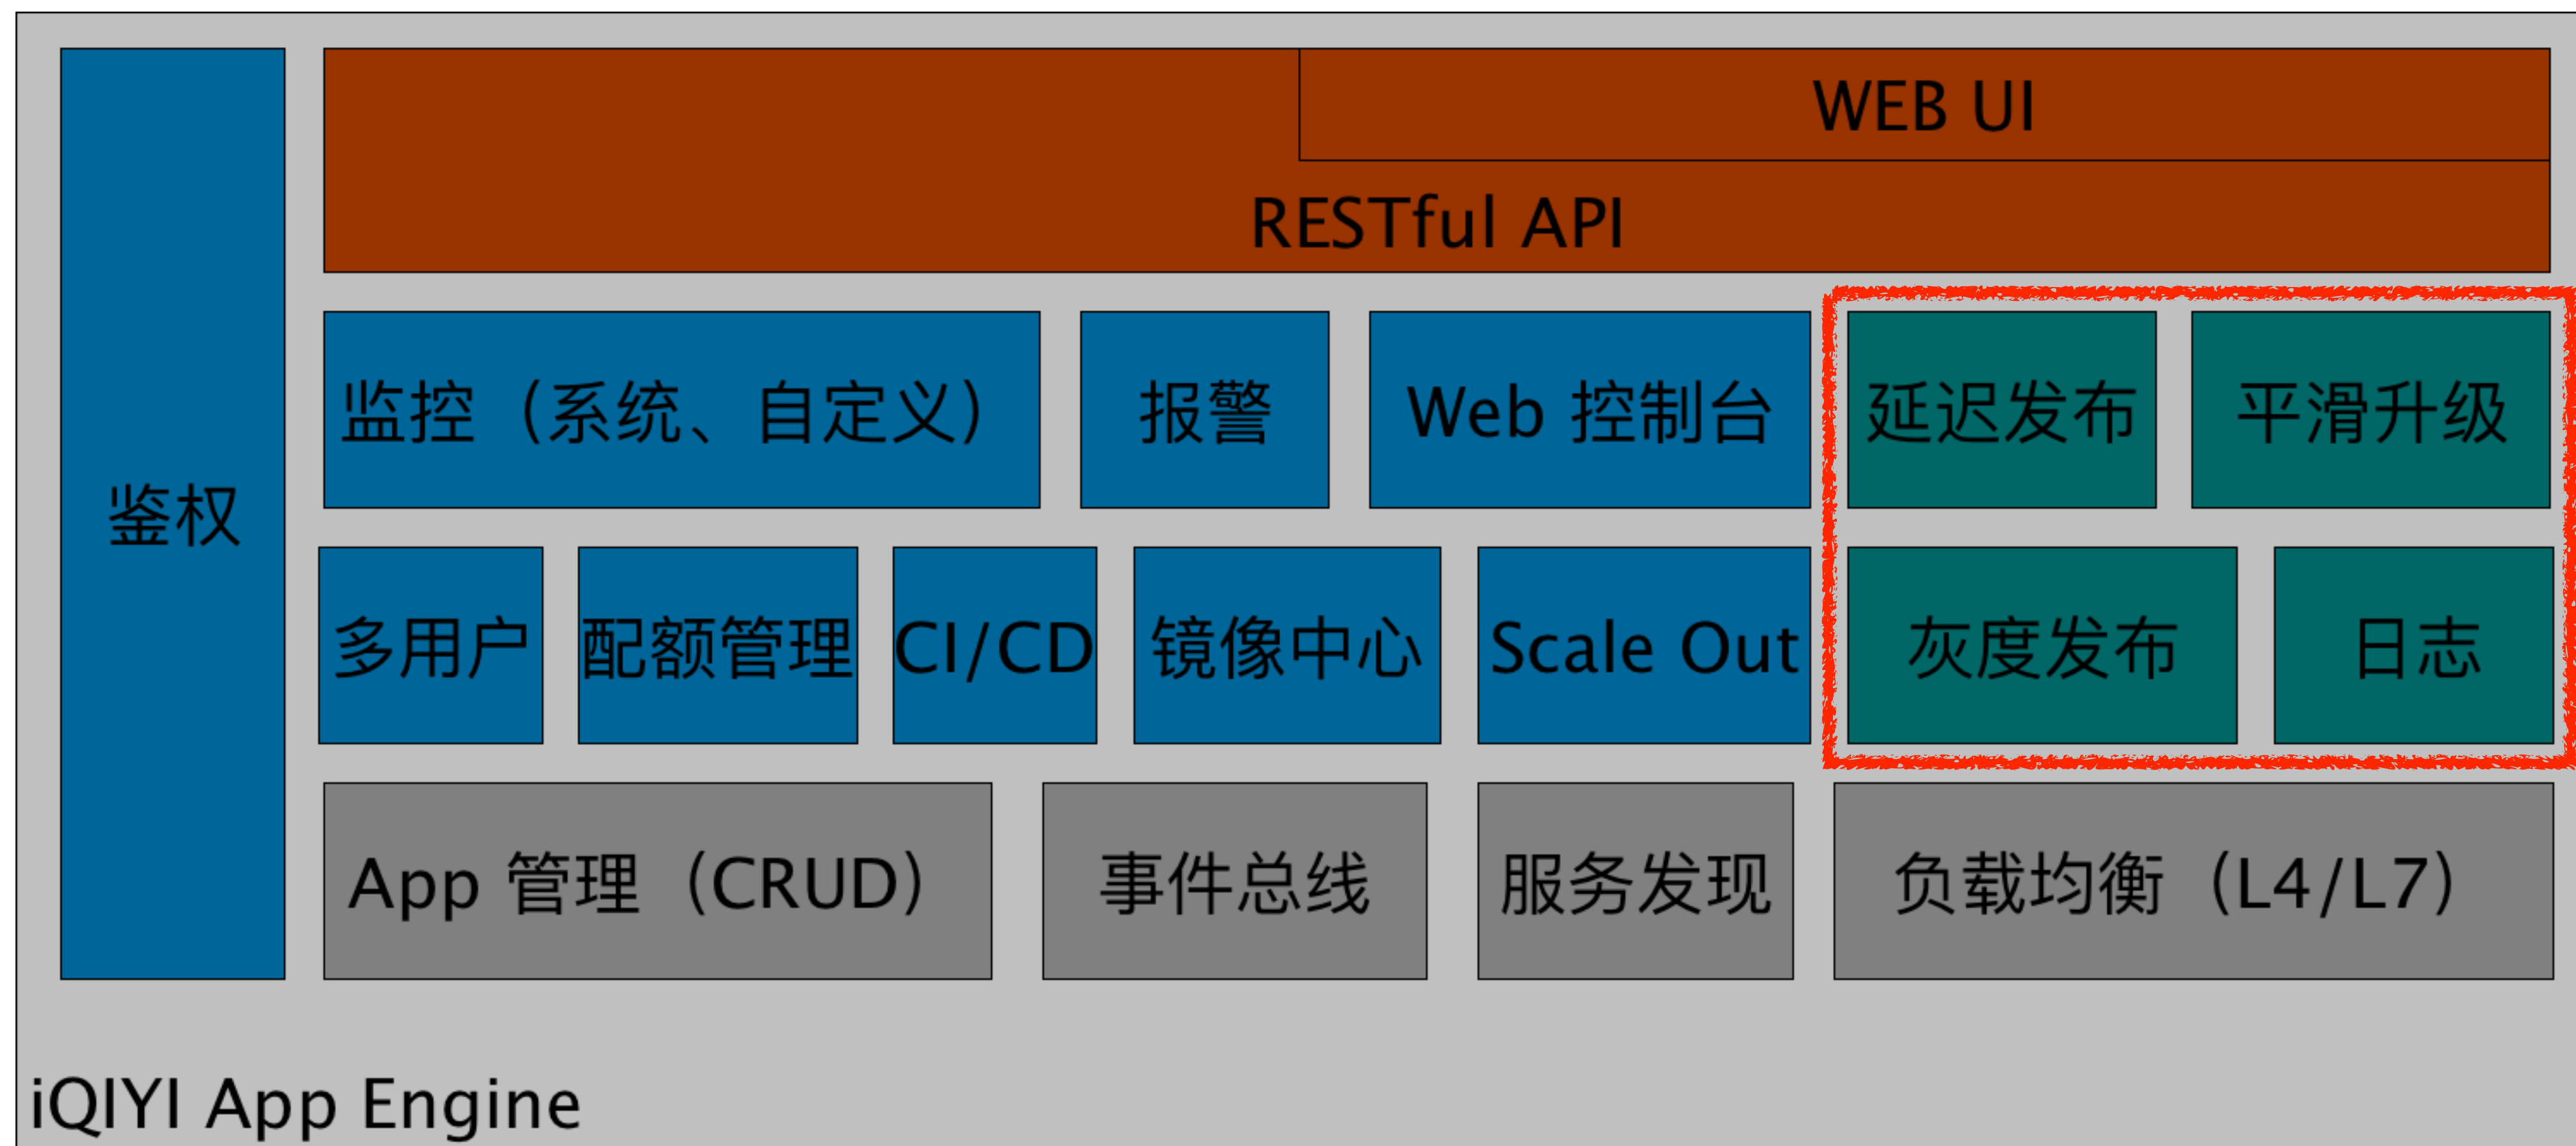 WEB UI
RESTful API
鉴权
监控（系统、自定义）
报警
Web 控制台
延迟发布
平滑升级
多用户
配额管理
CI/CD
镜像中心
Scale Out
灰度发布
日志
App 管理（CRUD）
事件总线
服务发现
负载均衡（L4/L7）
iQIYI App Engine